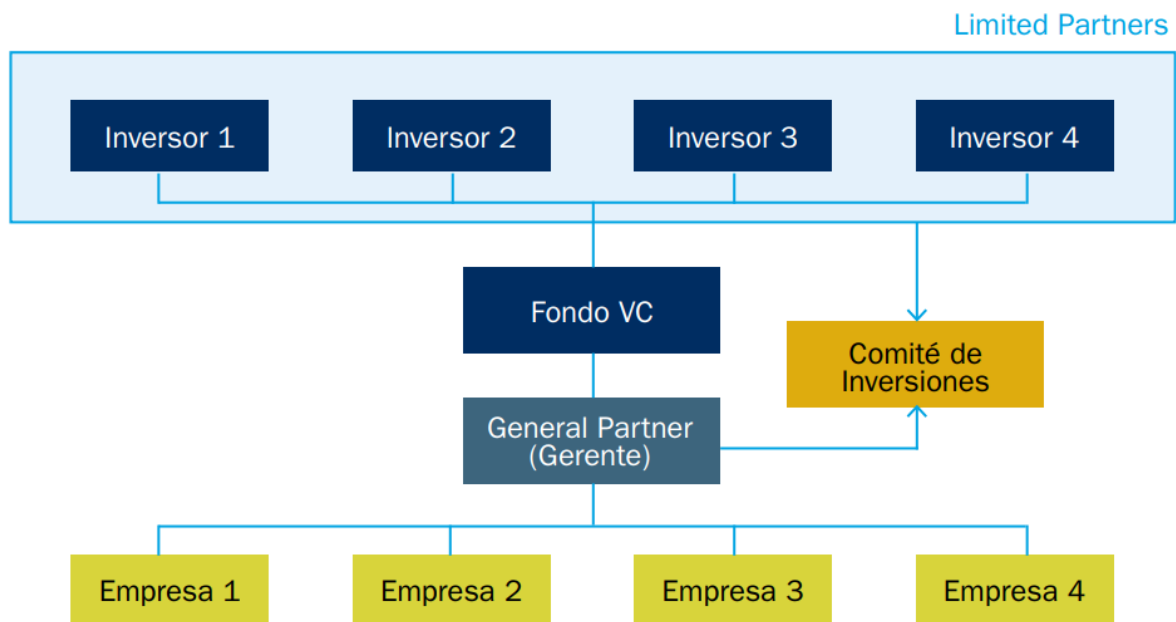 Limited Partners
Inversor 1
Inversor 2
Inversor 3
Inversor 4
Fondo VC
Comité de
Inversiones
General Partner
(Gerente)
Empresa 1
Empresa 2
Empresa 3
Empresa 4